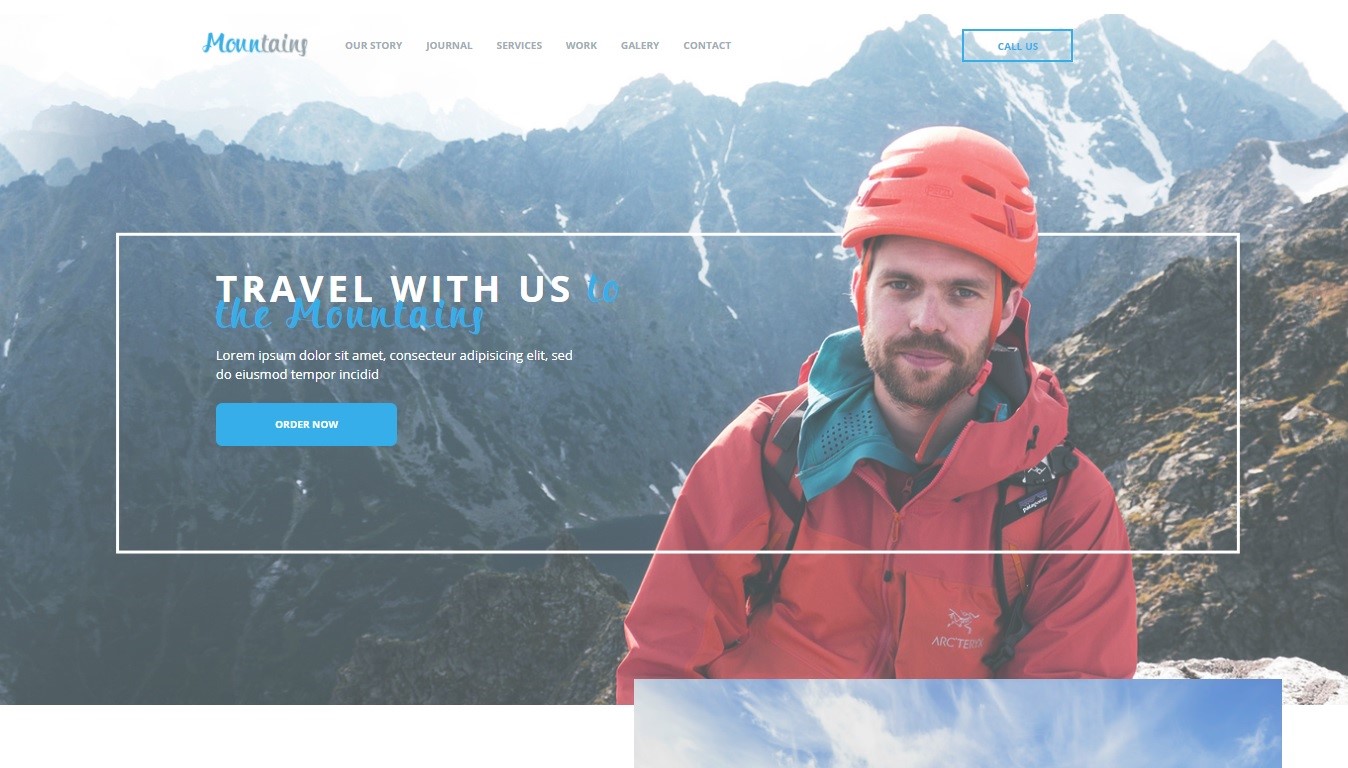 Mountains
OUR STORY
JOURNAL
SERVICES
WORK
GALERY
CONTACT
CALL US
TRAVEL WITH US to
the Mountains
Lorem ipsum dolor sit amet, consecteur adipisicing elit, sed
do eiusmod tempor incidid
ORDER NOW
patagonia
ARC'TERYX